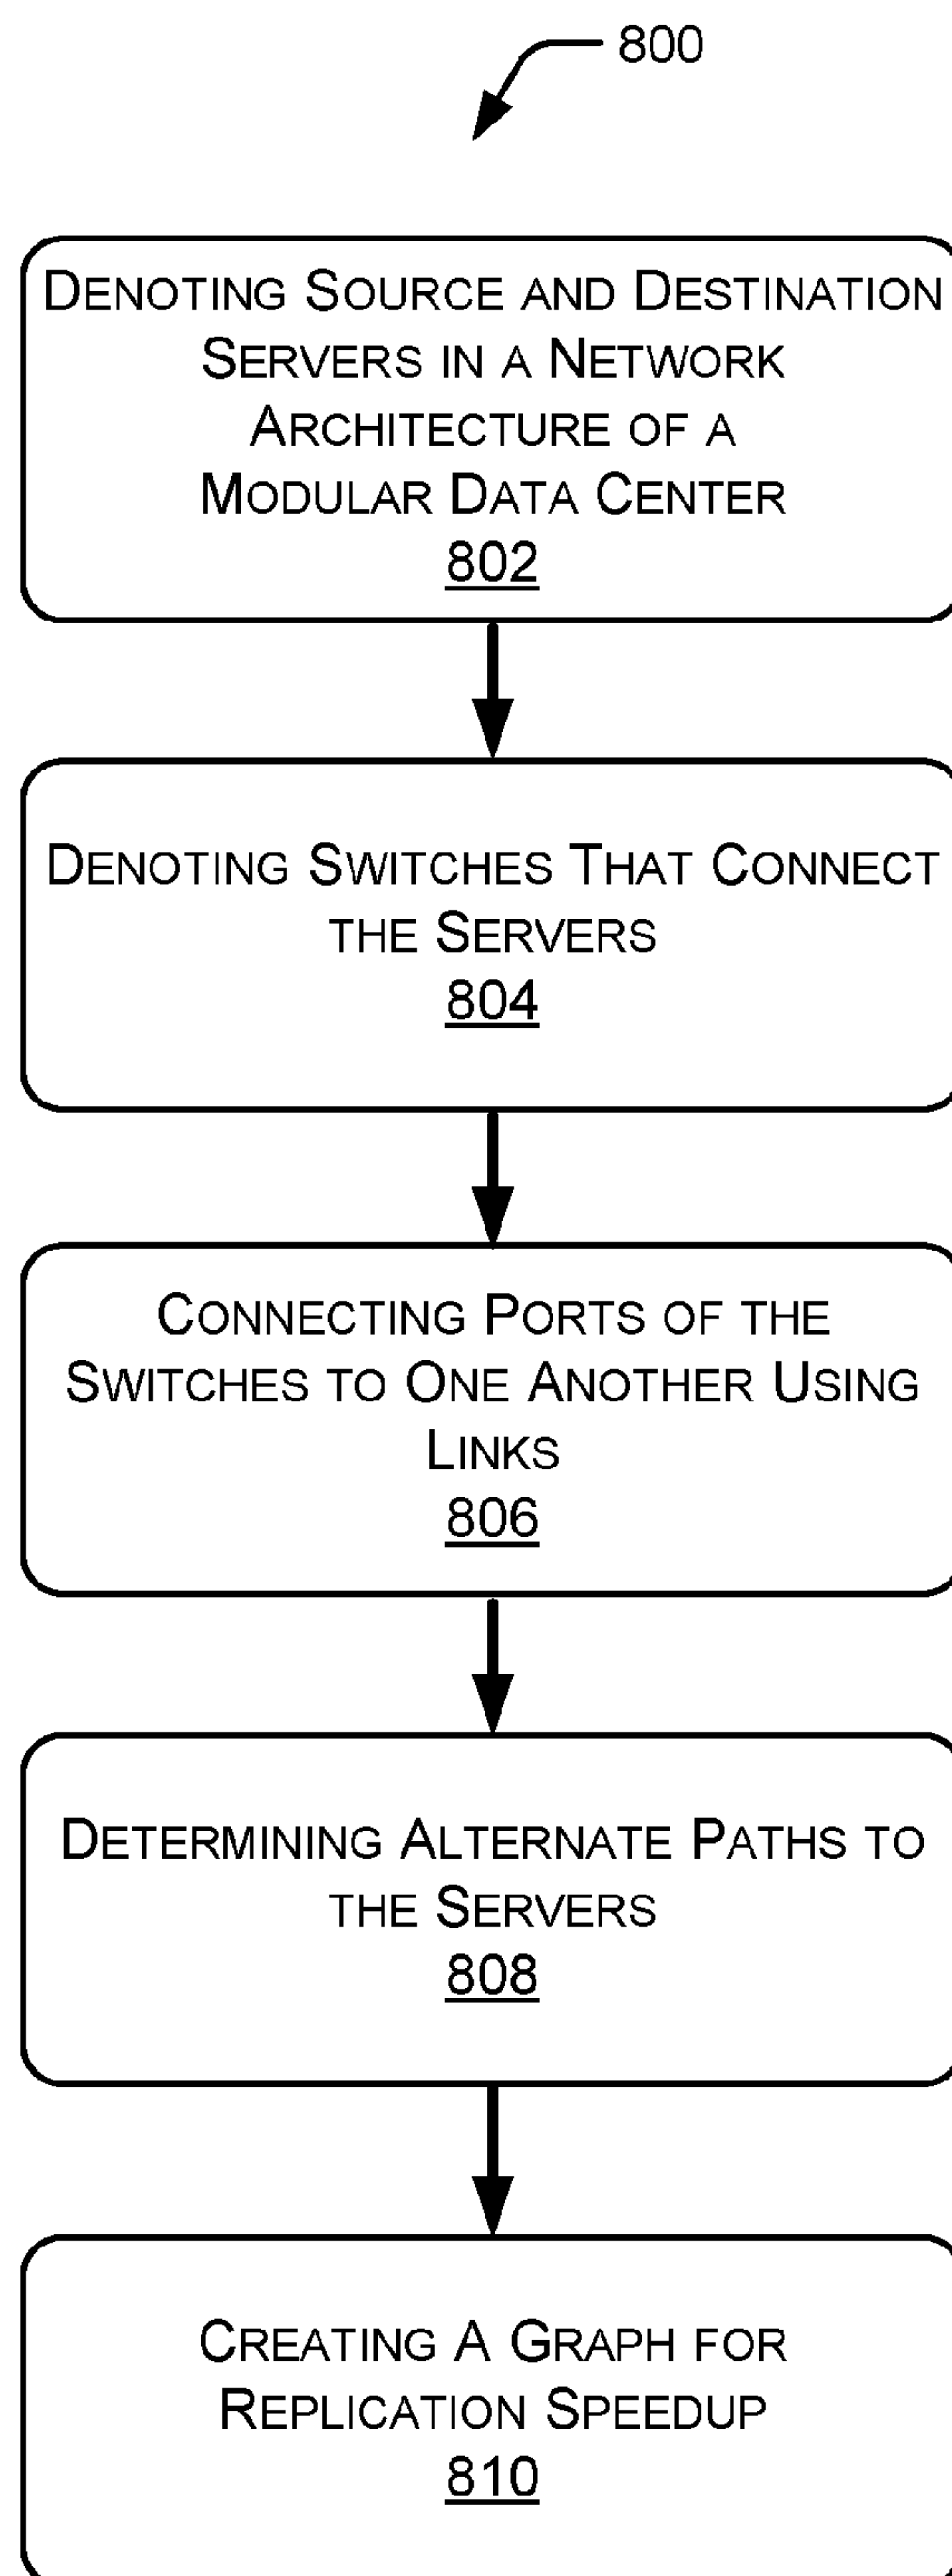 800
DENOTING SOURCE AND DESTINATION
SERVERS IN A NETWORK
ARCHITECTURE OF A
MODULAR DATA CENTER
802
DENOTING SWITCHES THAT CONNECT
THE SERVERS
804
CONNECTING PORTS OF THE
SWITCHES TO ONE ANOTHER USING
LINKS
806
DETERMINING ALTERNATE PATHS TO
THE SERVERS
808
CREATING A GRAPH FOR
REPLICATION SPEEDUP
810